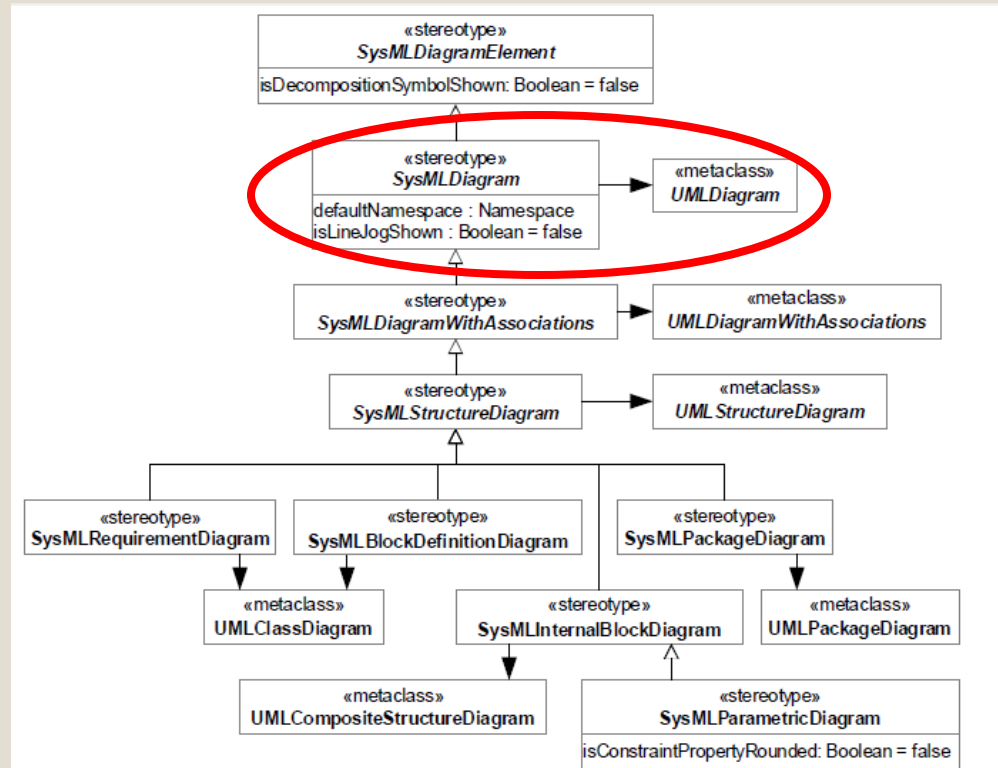 «stereotype»
SysMLDiagramElement
isDecompositionSymbolShown: Boolean = false
«stereotype»
SysMLDiagram
defaultNamespace : Namespace
isLineJogShown : Boolean = false
«metaclass»
UMLDiagram
«stereotype»
SysMLDiagramWithAssociations
«metaclass»
UMLDiagramWithAssociations
«stereotype»
SysMLStructureDiagram
«metaclass»
UMLStructureDiagram
«stereotype»
SysMLRequirementDiagram
«stereotype»
SysMLBlockDefinitionDiagram
«stereotype»
SysMLPackageDiagram
«metaclass»
UMLClassDiagram
«stereotype»
SysMLInternalBlockDiagram
«metaclass»
UMLPackageDiagram
«metaclass»
UMLCompositeStructureDiagram
«stereotype»
SysMLParametricDiagram
isConstraintPropertyRounded: Boolean = false